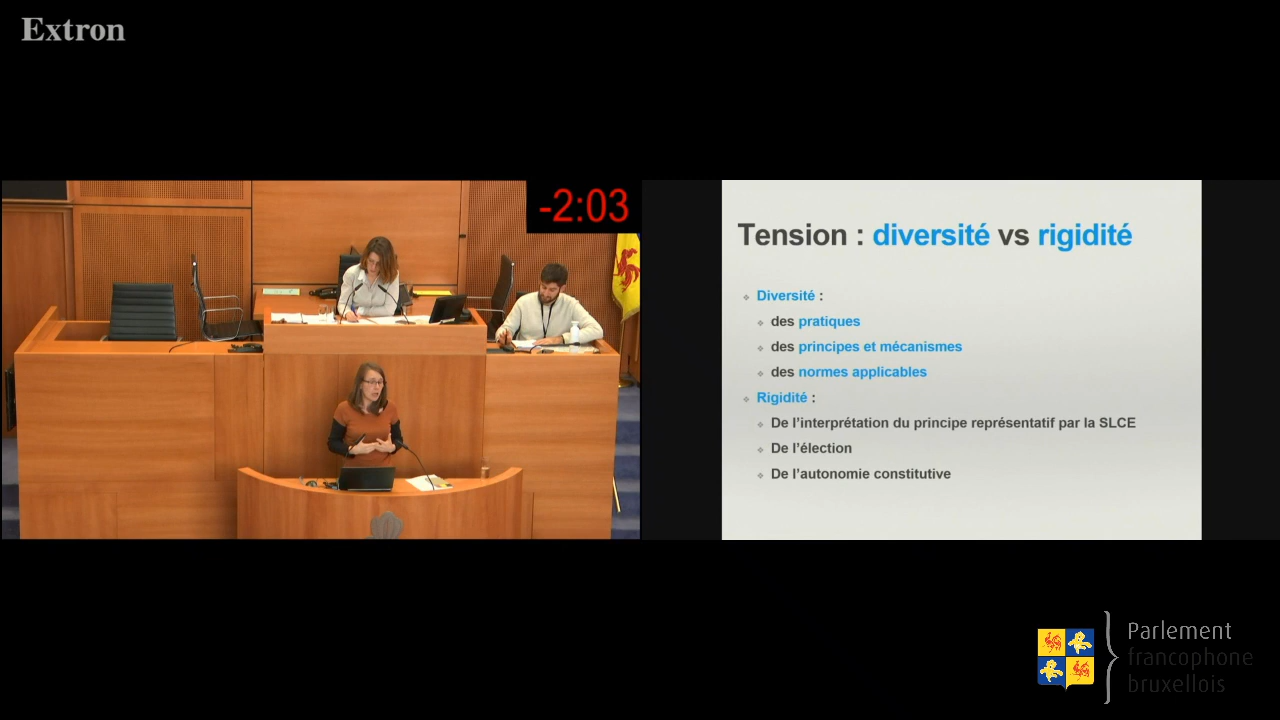 Extron
-2:03
Tension : diversité vs rigidité
Diversité :
des pratiques
des principes et mécanismes
des normes applicables
Rigidité :
De l'interprétation du principe représentatif par la SLCE
De l'élection
De l'autonomie constitutive
Parlement
francophone
bruxellois